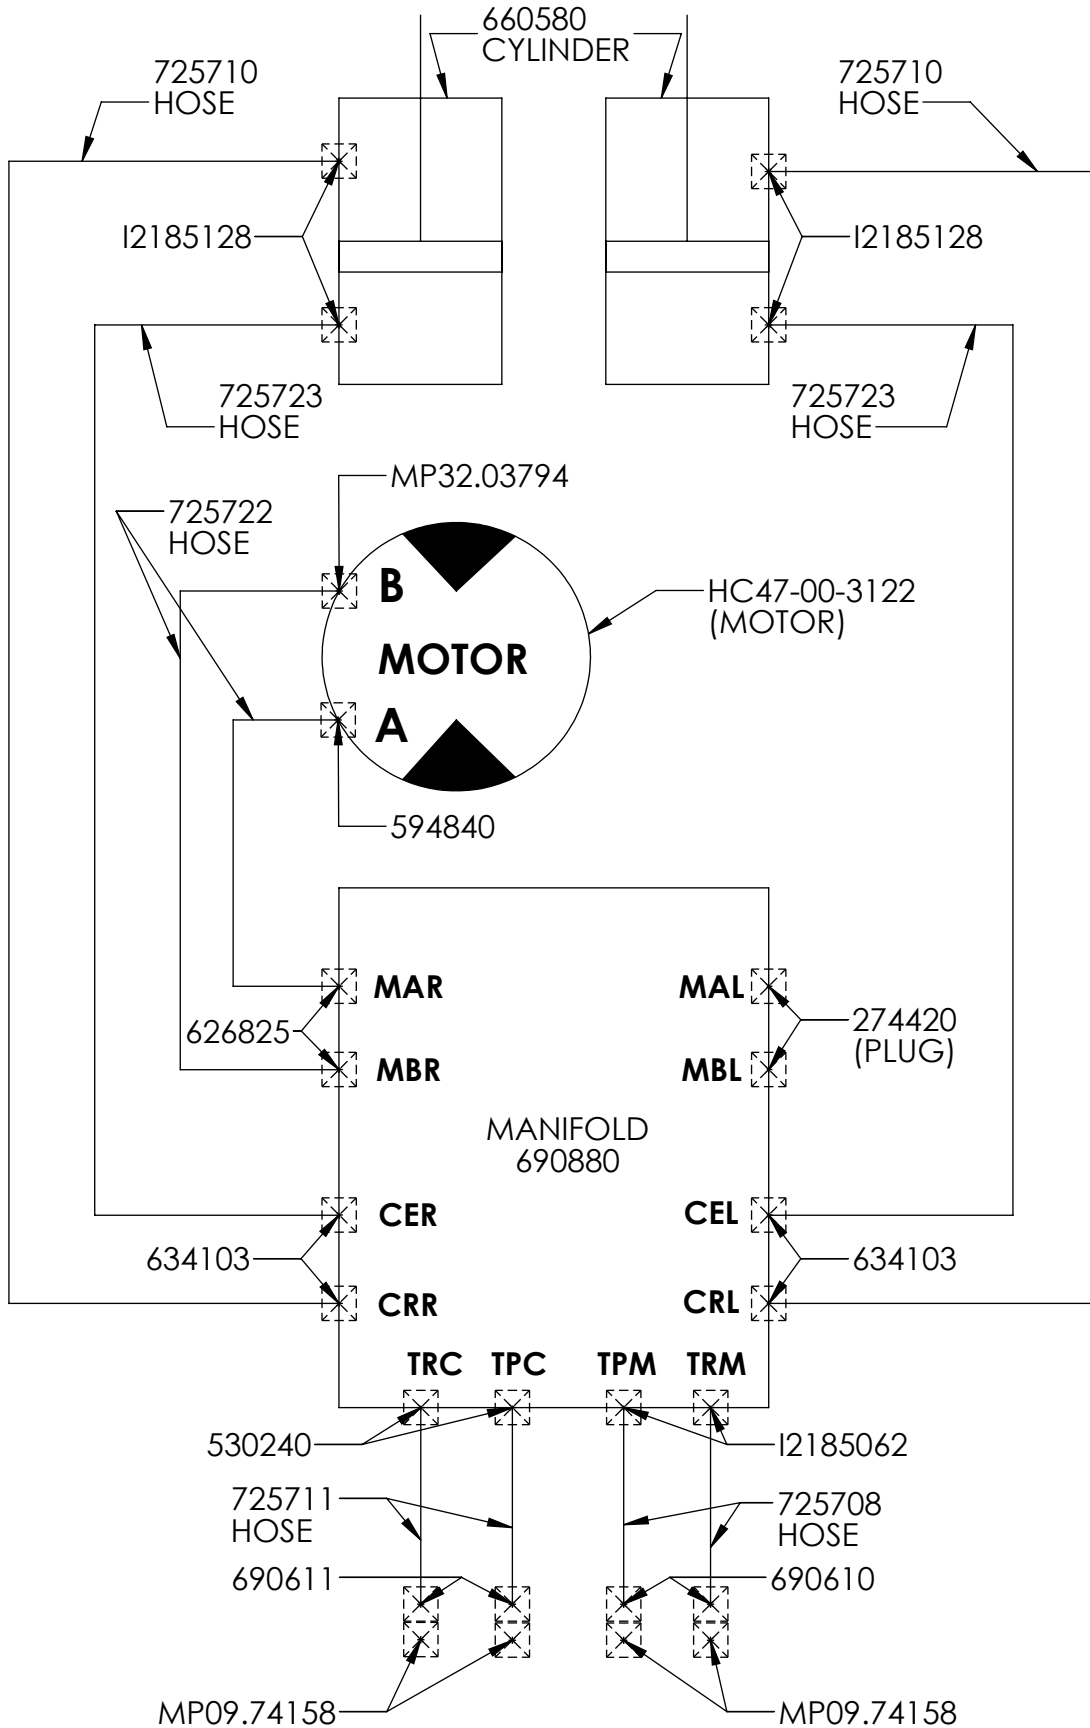 660580
CYLINDER
725710
HOSE
725710
HOSE
I2185128
I2185128
725723
HOSE
725723
HOSE
MP32.03794
725722
HOSE
B
HC47-00-3122
(MOTOR)
MOTOR
A
594840
MAR
MAL
626825
274420
(PLUG)
MBR
MBL
MANIFOLD
690880
CER
CEL
634103
634103
CRR
CRL
TRC
TPC
TPM
TRM
530240
I2185062
725711
HOSE
725708
HOSE
690611
690610
MP09.74158
MP09.74158